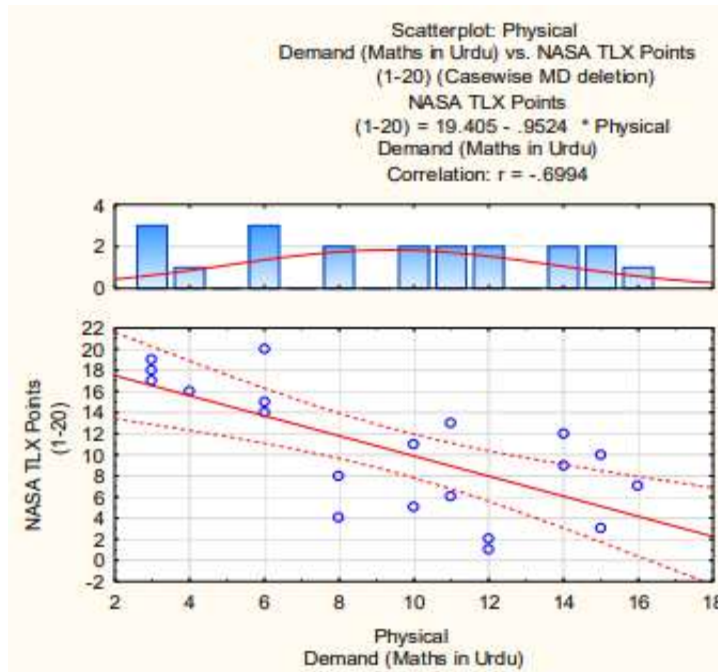 Scatterplot: Physical
Demand (Maths in Urdu) vs. NASA TLX Points
(1-20) (Casewise MD deletion)
NASA TLX Points
(1-20) = 19.405 - .9524 * Physical
Demand (Maths in Urdu)
Correlation: r = -.6994
4
2
0
22
20
18
16
14
12
10
8
6
4
2
0
-2
NASA TLX Points
(1-20)
2 4 6 8 10 12 14 16 18
Physical
Demand (Maths in Urdu)